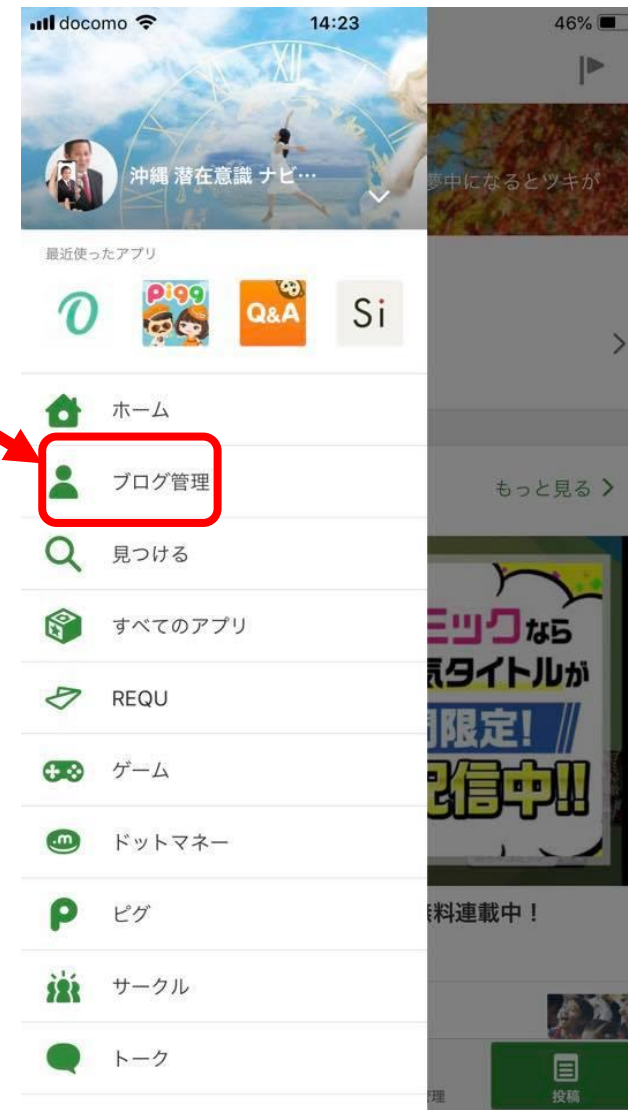 docomo 14:23 46%
沖縄 潜在意識 ナビ…
夢中になるとツキが
最近使ったアプリ
Pigg
Q&A
Si
ホーム
ブログ管理
もっと見る
見つける
すべてのアプリ
ミックなら
気タイトルが
REQU
間限定!
ゲーム
配信中!!
ドットマネー
ピグ
料連載中！
サークル
トーク
管理
投稿